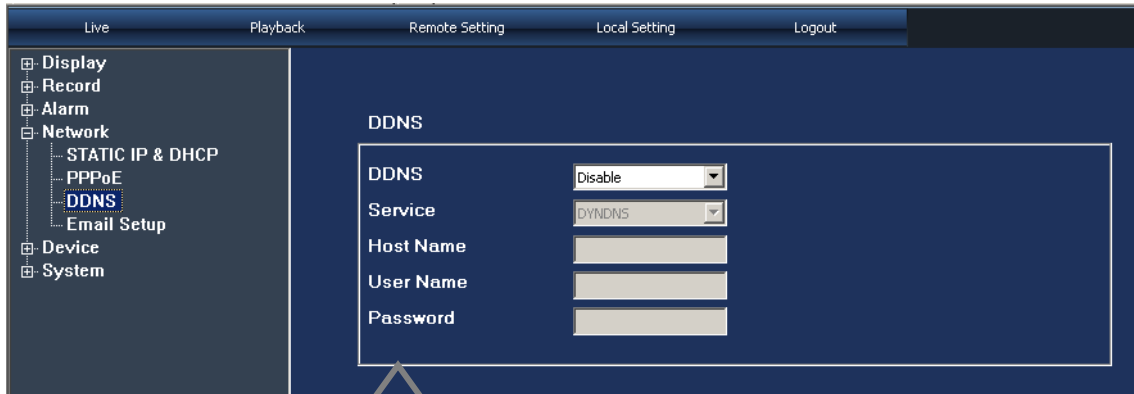 Live Playback Remote Setting Local Setting Logout
Display
Record
Alarm
Network
STATIC IP & DHCP
PPPoE
DDNS
Email Setup
Device
System
DDNS
DDNS Disable
Service DYNDNS
Host Name
User Name
Password